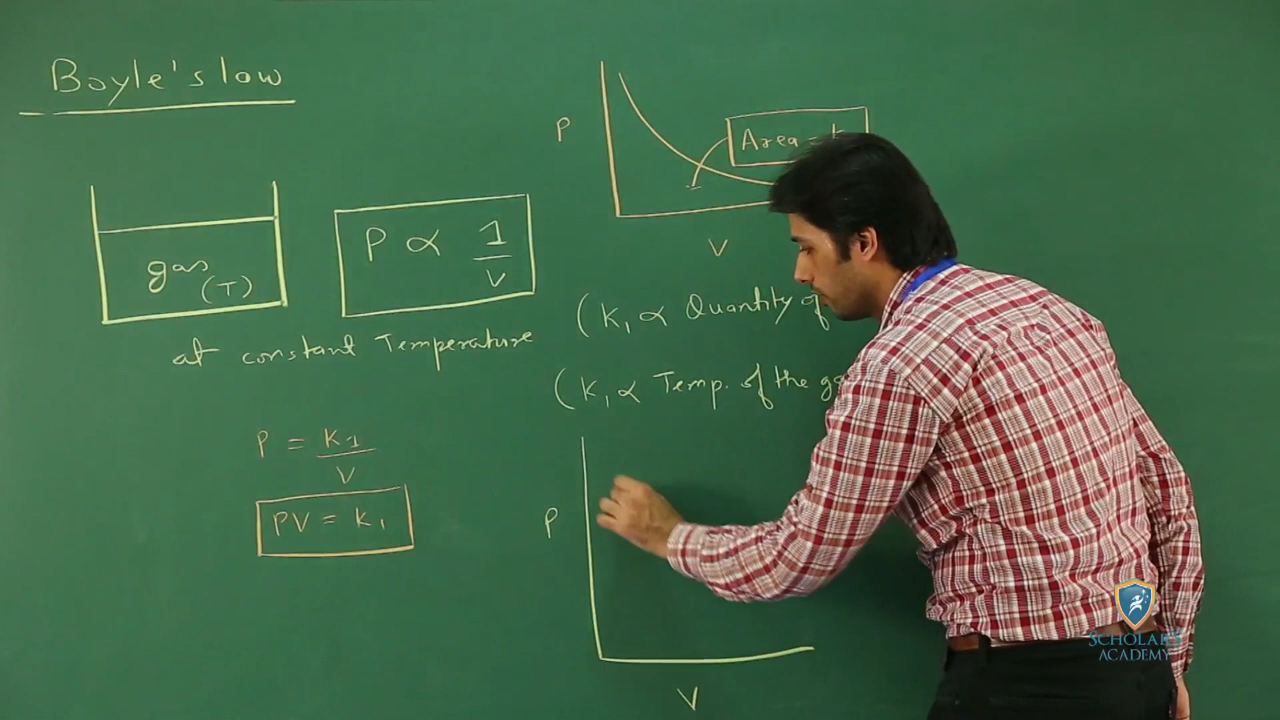 Boyle's law
gas
(T)
P ∝ 1/V
at constant Temperature
P = K1/V
PV = K1
P
Area =
V
(K1 ∝ Quantity of
(K1 ∝ Temp. of the
P
V
SCHOLAR'S
ACADEMY